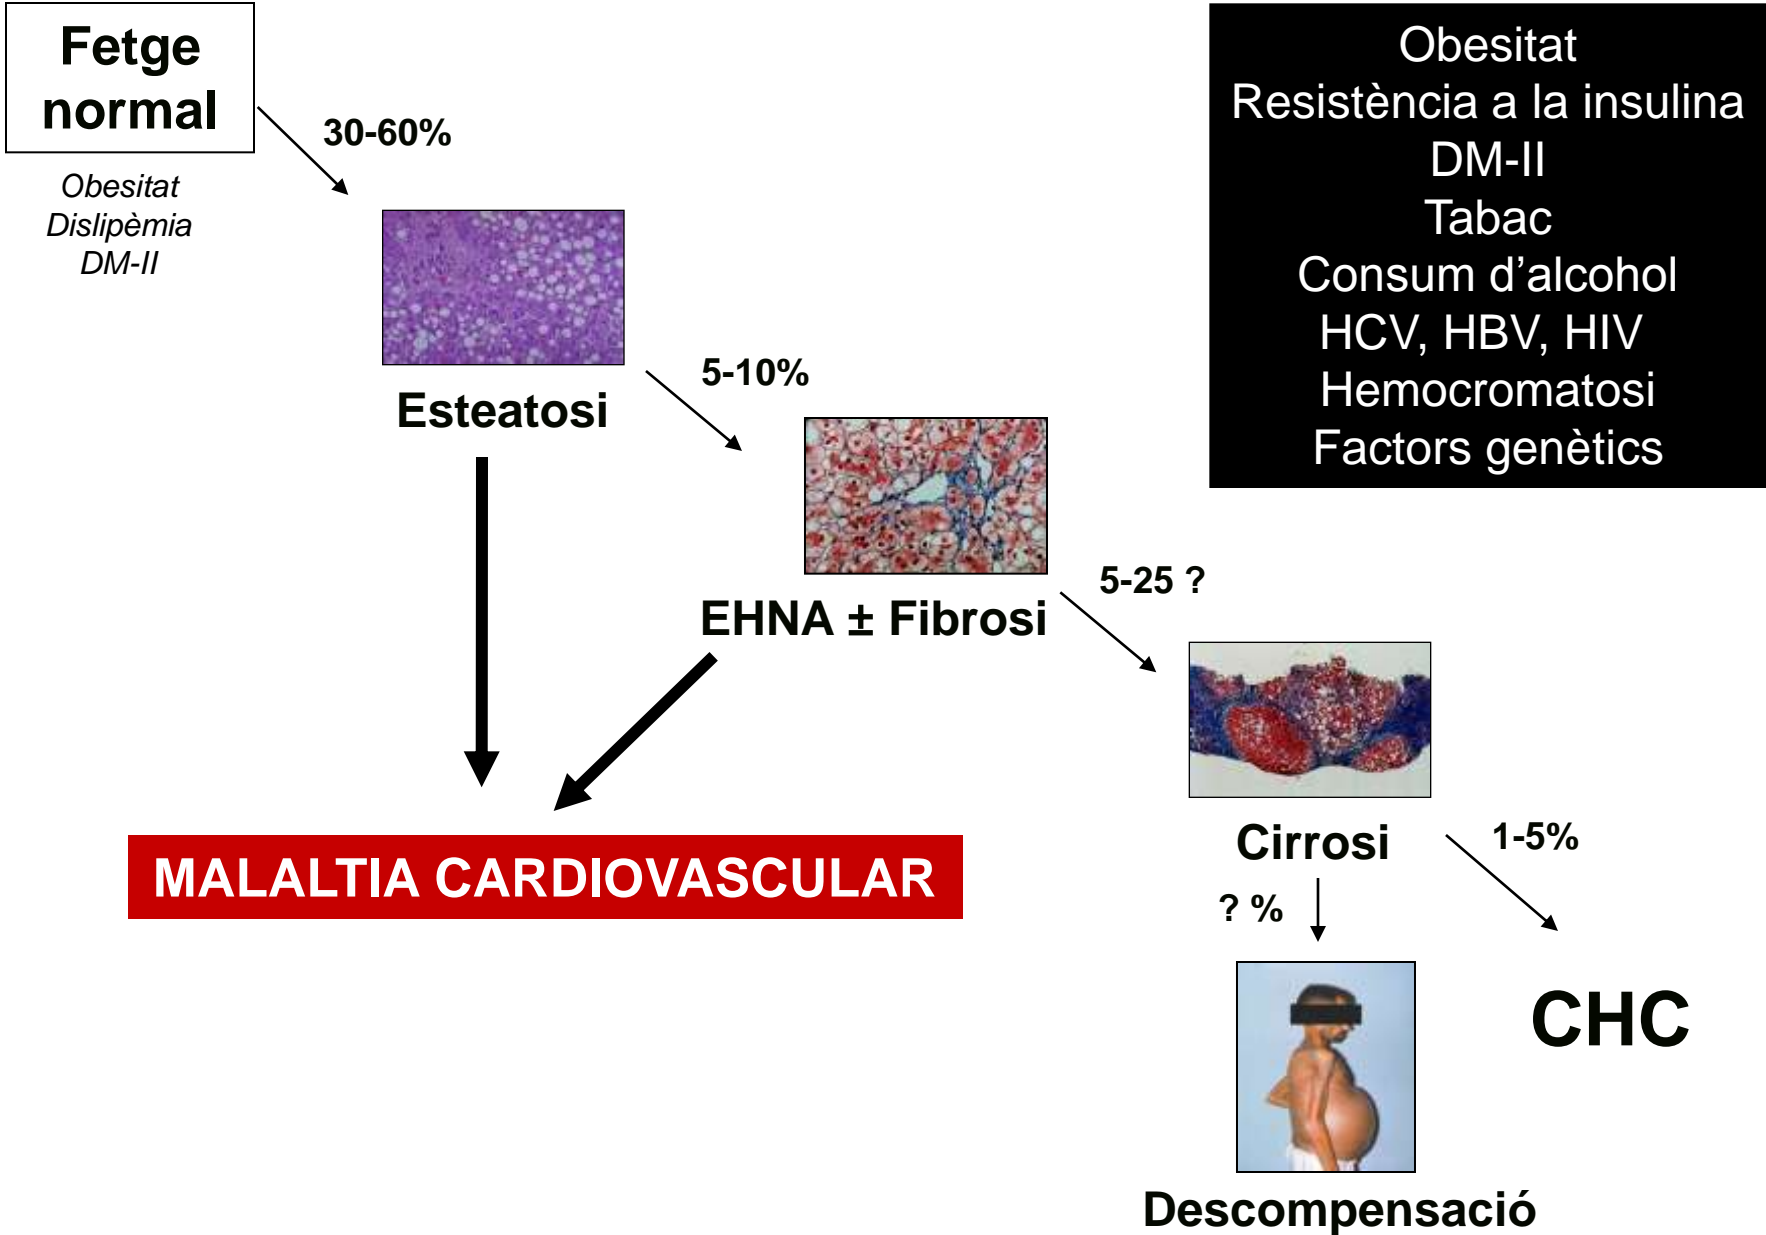 Fetge
normal
Obesitat
Dislipèmia
DM-II
30-60%
Esteatosi
5-10%
EHNA ± Fibrosi
5-25 ?
Cirrosi
1-5%
? %
CHC
Descompensació
MALALTIA CARDIOVASCULAR
Obesitat
Resistència a la insulina
DM-II
Tabac
Consum d’alcohol
HCV, HBV, HIV
Hemocromatosi
Factors genètics